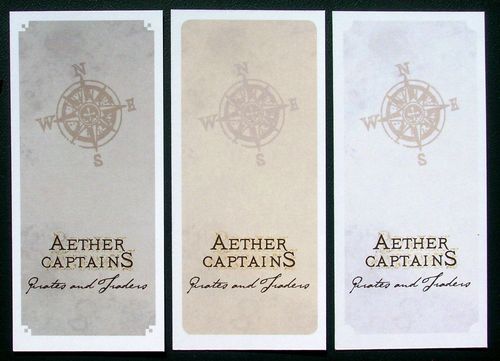 N
W E
S
AETHER
CAPTAINS
Pirates and Traders
N
W E
S
AETHER
CAPTAINS
Pirates and Traders
N
W E
S
AETHER
CAPTAINS
Pirates and Traders